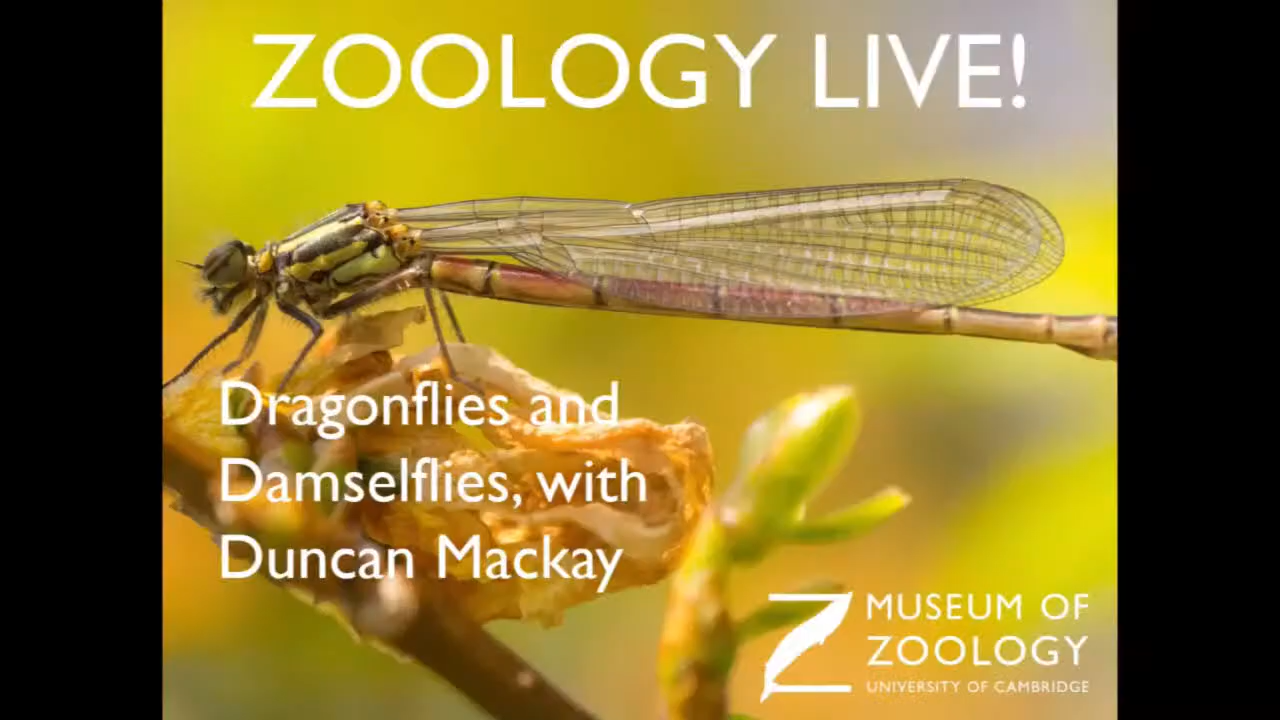 ZOOLOGY LIVE!
Dragonflies and
Damselflies, with
Duncan Mackay
MUSEUM OF
ZOOLOGY
UNIVERSITY OF CAMBRIDGE